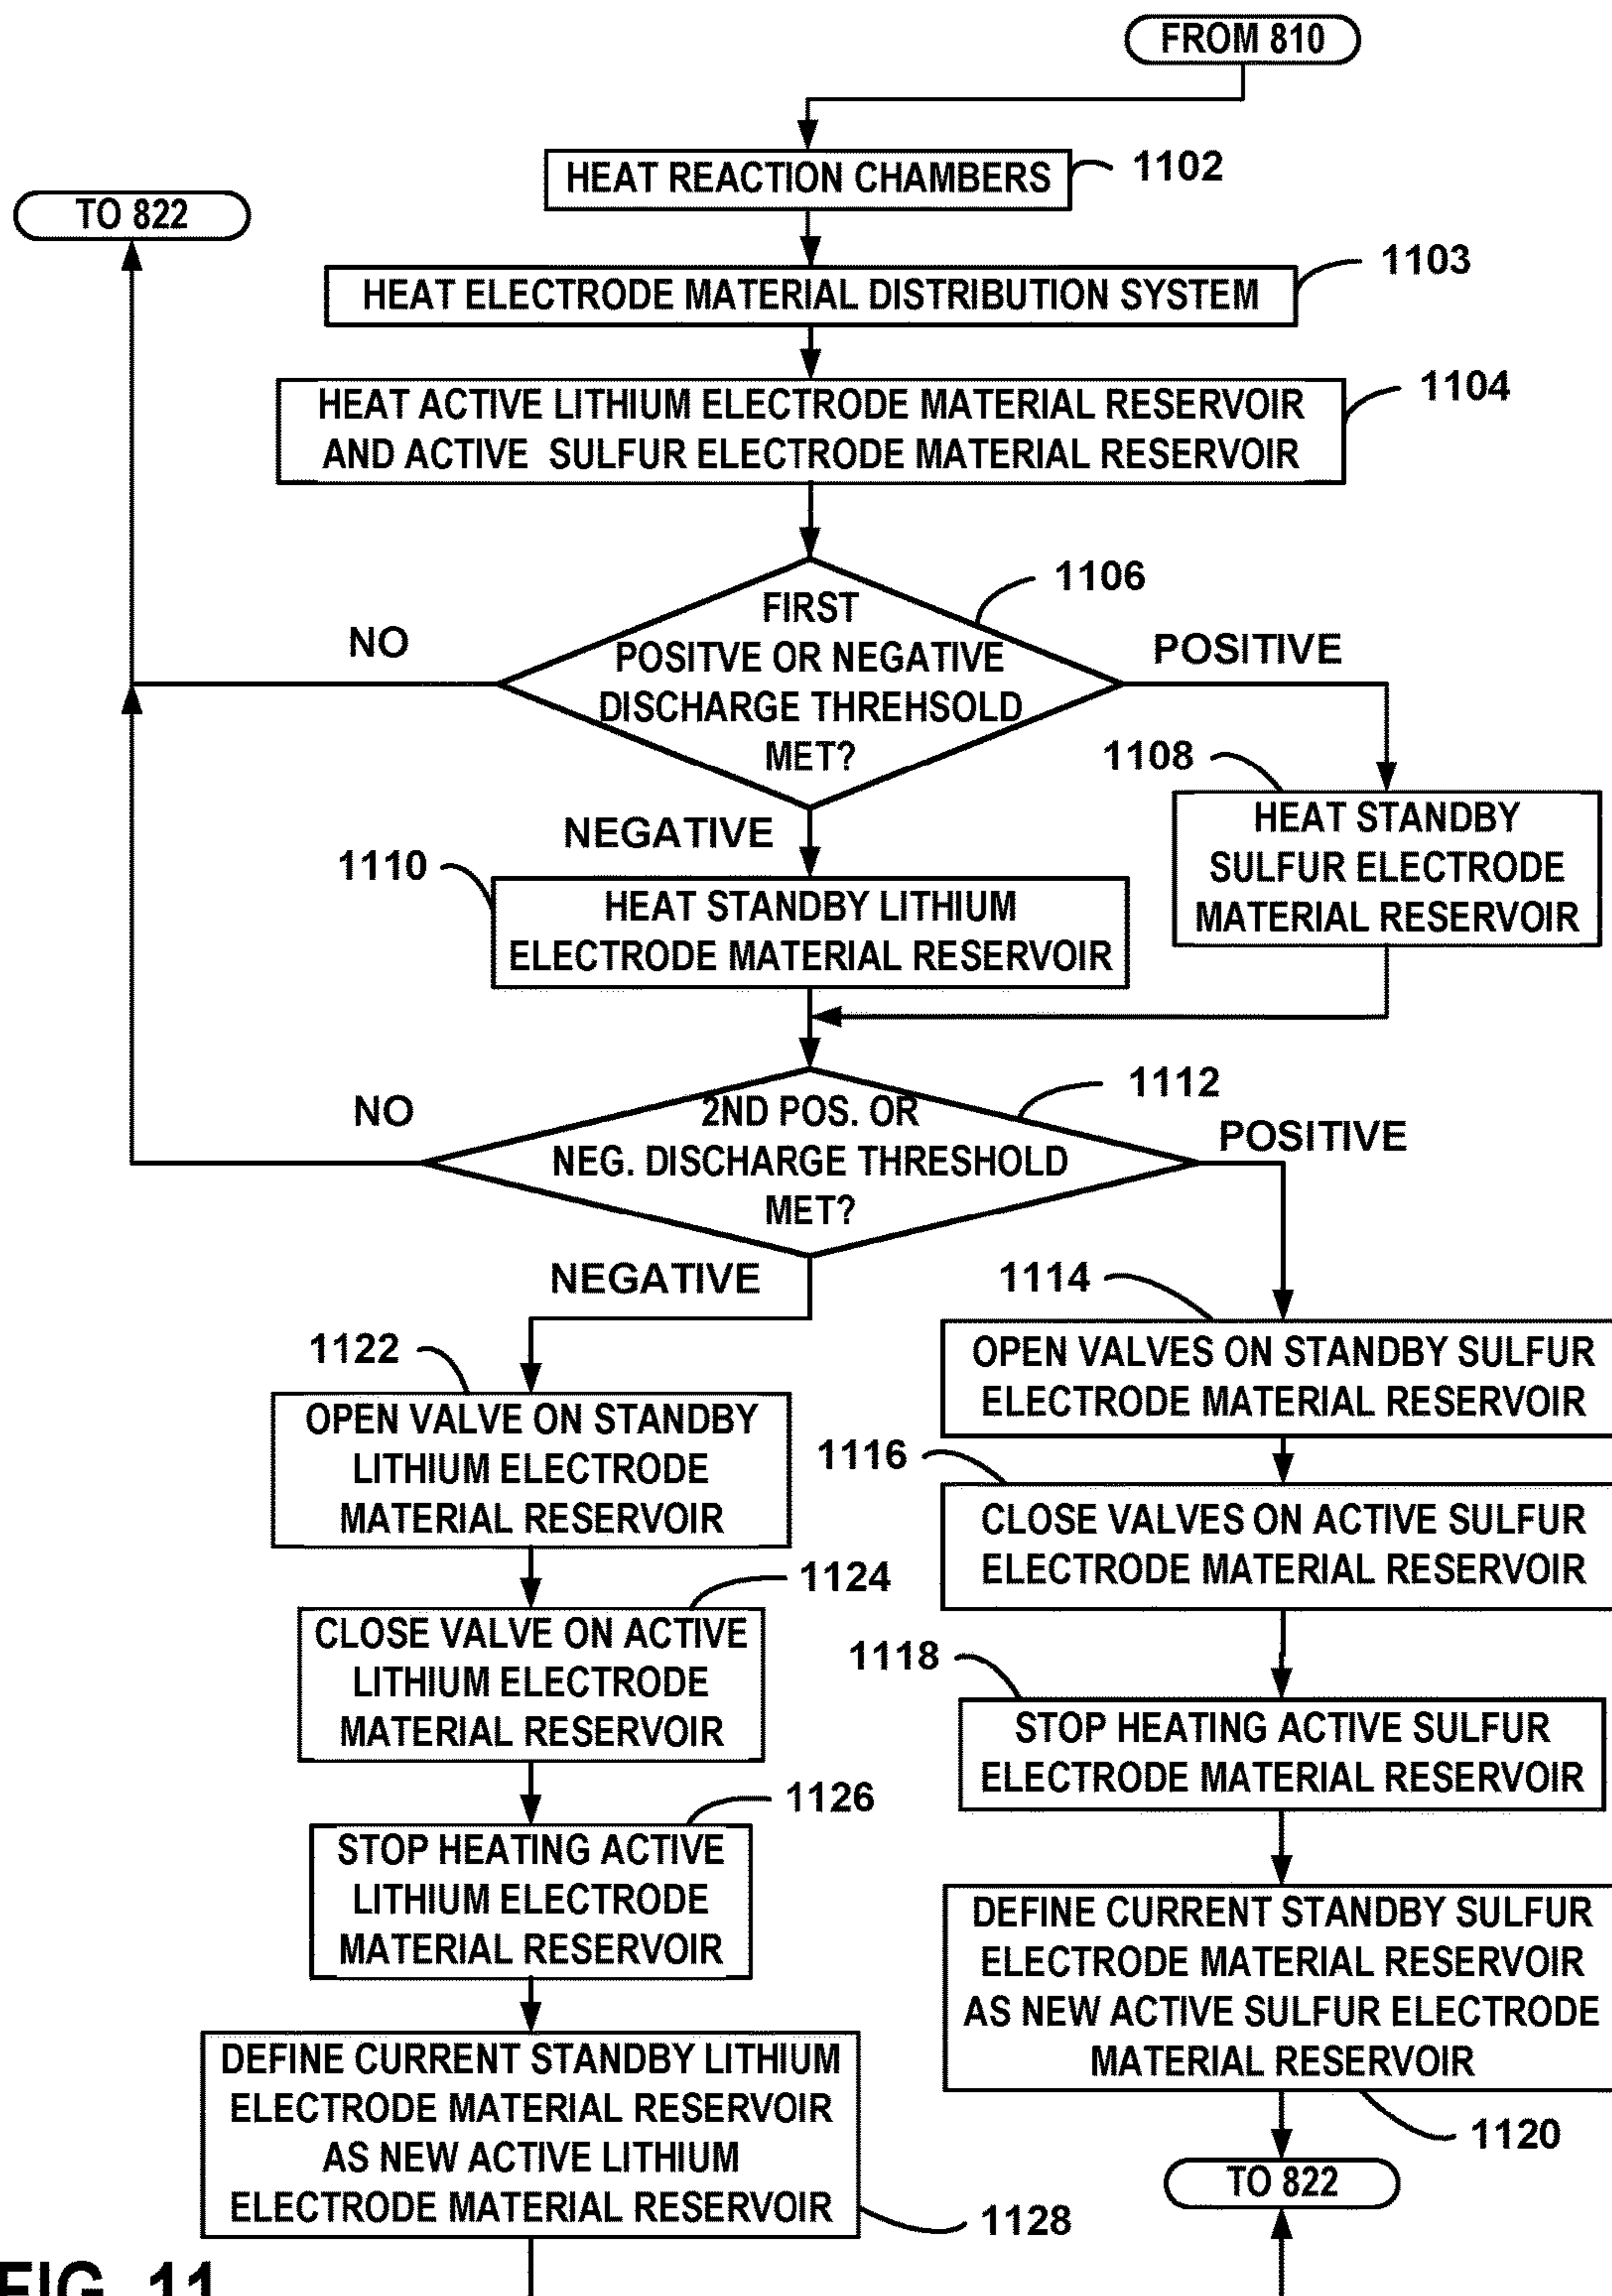 FROM 810
HEAT REACTION CHAMBERS
1102
TO 822
HEAT ELECTRODE MATERIAL DISTRIBUTION SYSTEM
1103
HEAT ACTIVE LITHIUM ELECTRODE MATERIAL RESERVOIR
AND ACTIVE SULFUR ELECTRODE MATERIAL RESERVOIR
1104
FIRST
POSITVE OR NEGATIVE
DISCHARGE THREHSOLD
MET?
1106
NO
POSITIVE
NEGATIVE
1108
HEAT STANDBY
SULFUR ELECTRODE
MATERIAL RESERVOIR
1110
HEAT STANDBY LITHIUM
ELECTRODE MATERIAL RESERVOIR
2ND POS. OR
NEG. DISCHARGE THRESHOLD
MET?
1112
NO
POSITIVE
NEGATIVE
1114
OPEN VALVES ON STANDBY SULFUR
ELECTRODE MATERIAL RESERVOIR
1116
CLOSE VALVES ON ACTIVE SULFUR
ELECTRODE MATERIAL RESERVOIR
1118
STOP HEATING ACTIVE SULFUR
ELECTRODE MATERIAL RESERVOIR
DEFINE CURRENT STANDBY SULFUR
ELECTRODE MATERIAL RESERVOIR
AS NEW ACTIVE SULFUR ELECTRODE
MATERIAL RESERVOIR
1120
TO 822
1122
OPEN VALVE ON STANDBY
LITHIUM ELECTRODE
MATERIAL RESERVOIR
1124
CLOSE VALVE ON ACTIVE
LITHIUM ELECTRODE
MATERIAL RESERVOIR
1126
STOP HEATING ACTIVE
LITHIUM ELECTRODE
MATERIAL RESERVOIR
DEFINE CURRENT STANDBY LITHIUM
ELECTRODE MATERIAL RESERVOIR
AS NEW ACTIVE LITHIUM
ELECTRODE MATERIAL RESERVOIR
1128
FIG. 11